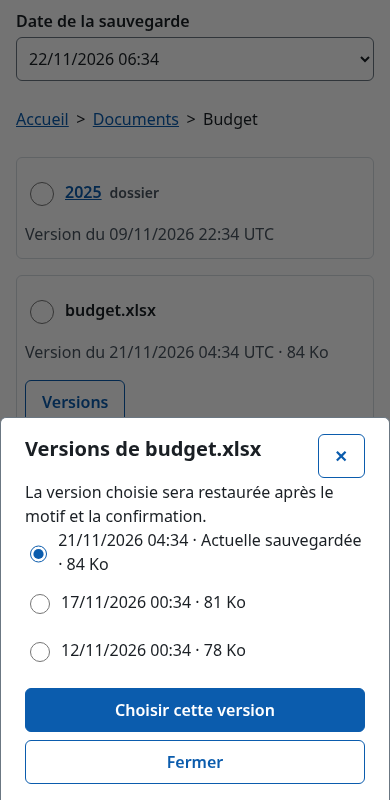 Date de la sauvegarde
22/11/2026 06:34
Accueil > Documents > Budget
2025 dossier
Version du 09/11/2026 22:34 UTC
budget.xlsx
Version du 21/11/2026 04:34 UTC · 84 Ko
Versions
Versions de budget.xlsx
×
La version choisie sera restaurée après le
motif et la confirmation.
21/11/2026 04:34 · Actuelle sauvegardée
· 84 Ko
17/11/2026 00:34 · 81 Ko
12/11/2026 00:34 · 78 Ko
Choisir cette version
Fermer